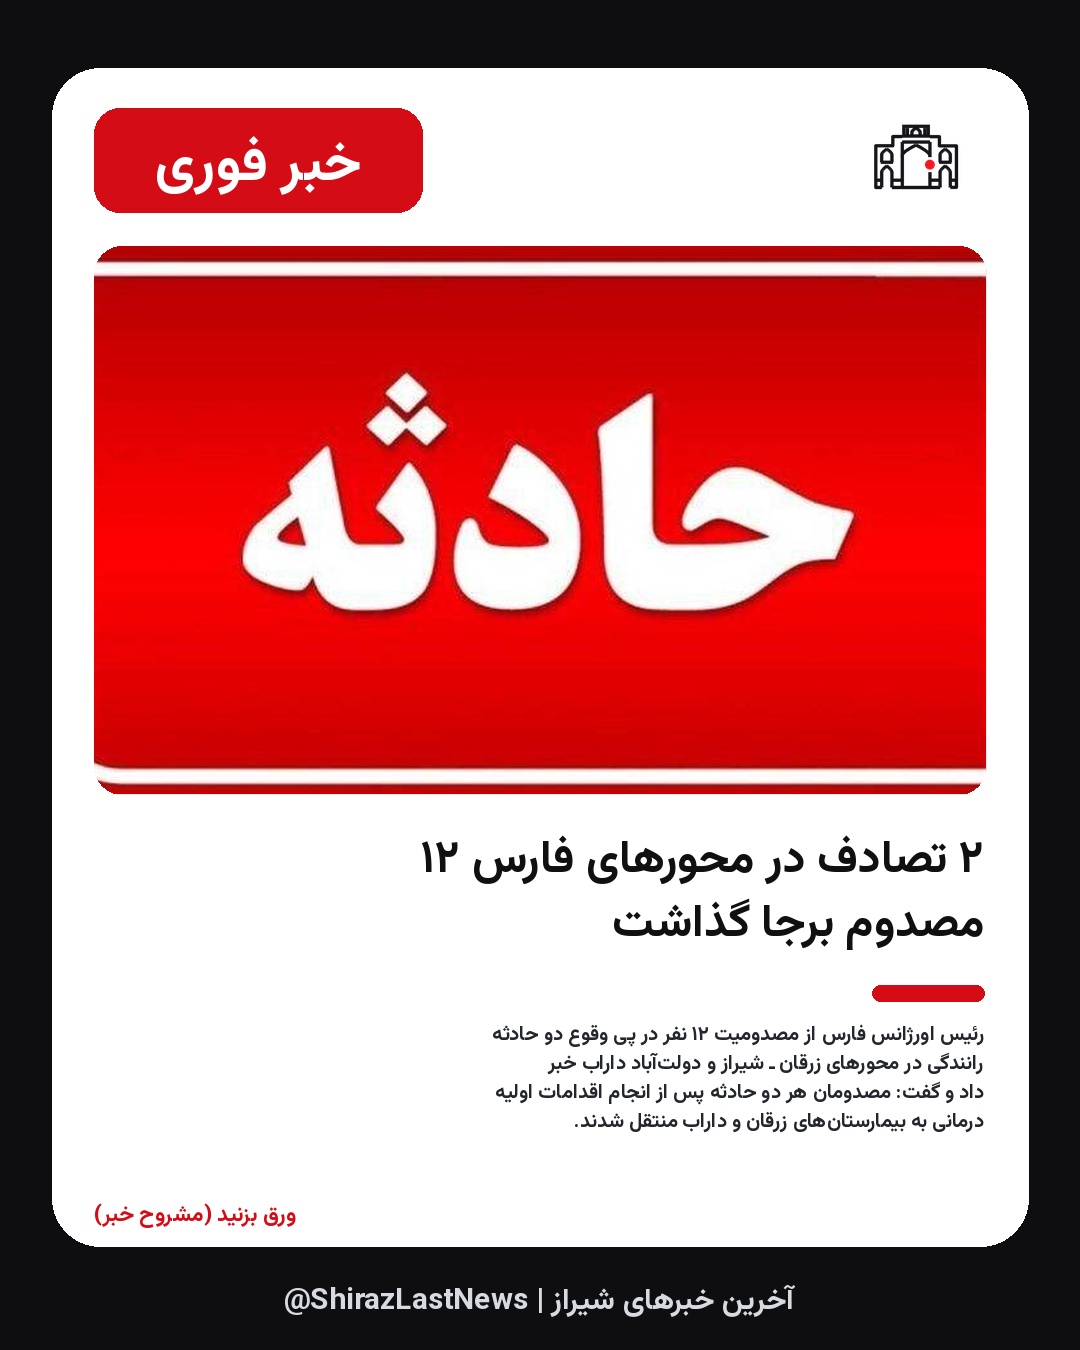 خبر فوری
حادثه
۲ تصادف در محورهای فارس ۱۲
مصدوم برجا گذاشت
رئیس اورژانس فارس از مصدومیت ۱۲ نفر در پی وقوع دو حادثه
رانندگی در محورهای زرقان ـ شیراز و دولت‌آباد داراب خبر
داد و گفت: مصدومان هر دو حادثه پس از انجام اقدامات اولیه
درمانی به بیمارستان‌های زرقان و داراب منتقل شدند.
ورق بزنید (مشروح خبر)
آخرین خبرهای شیراز | @ShirazLastNews